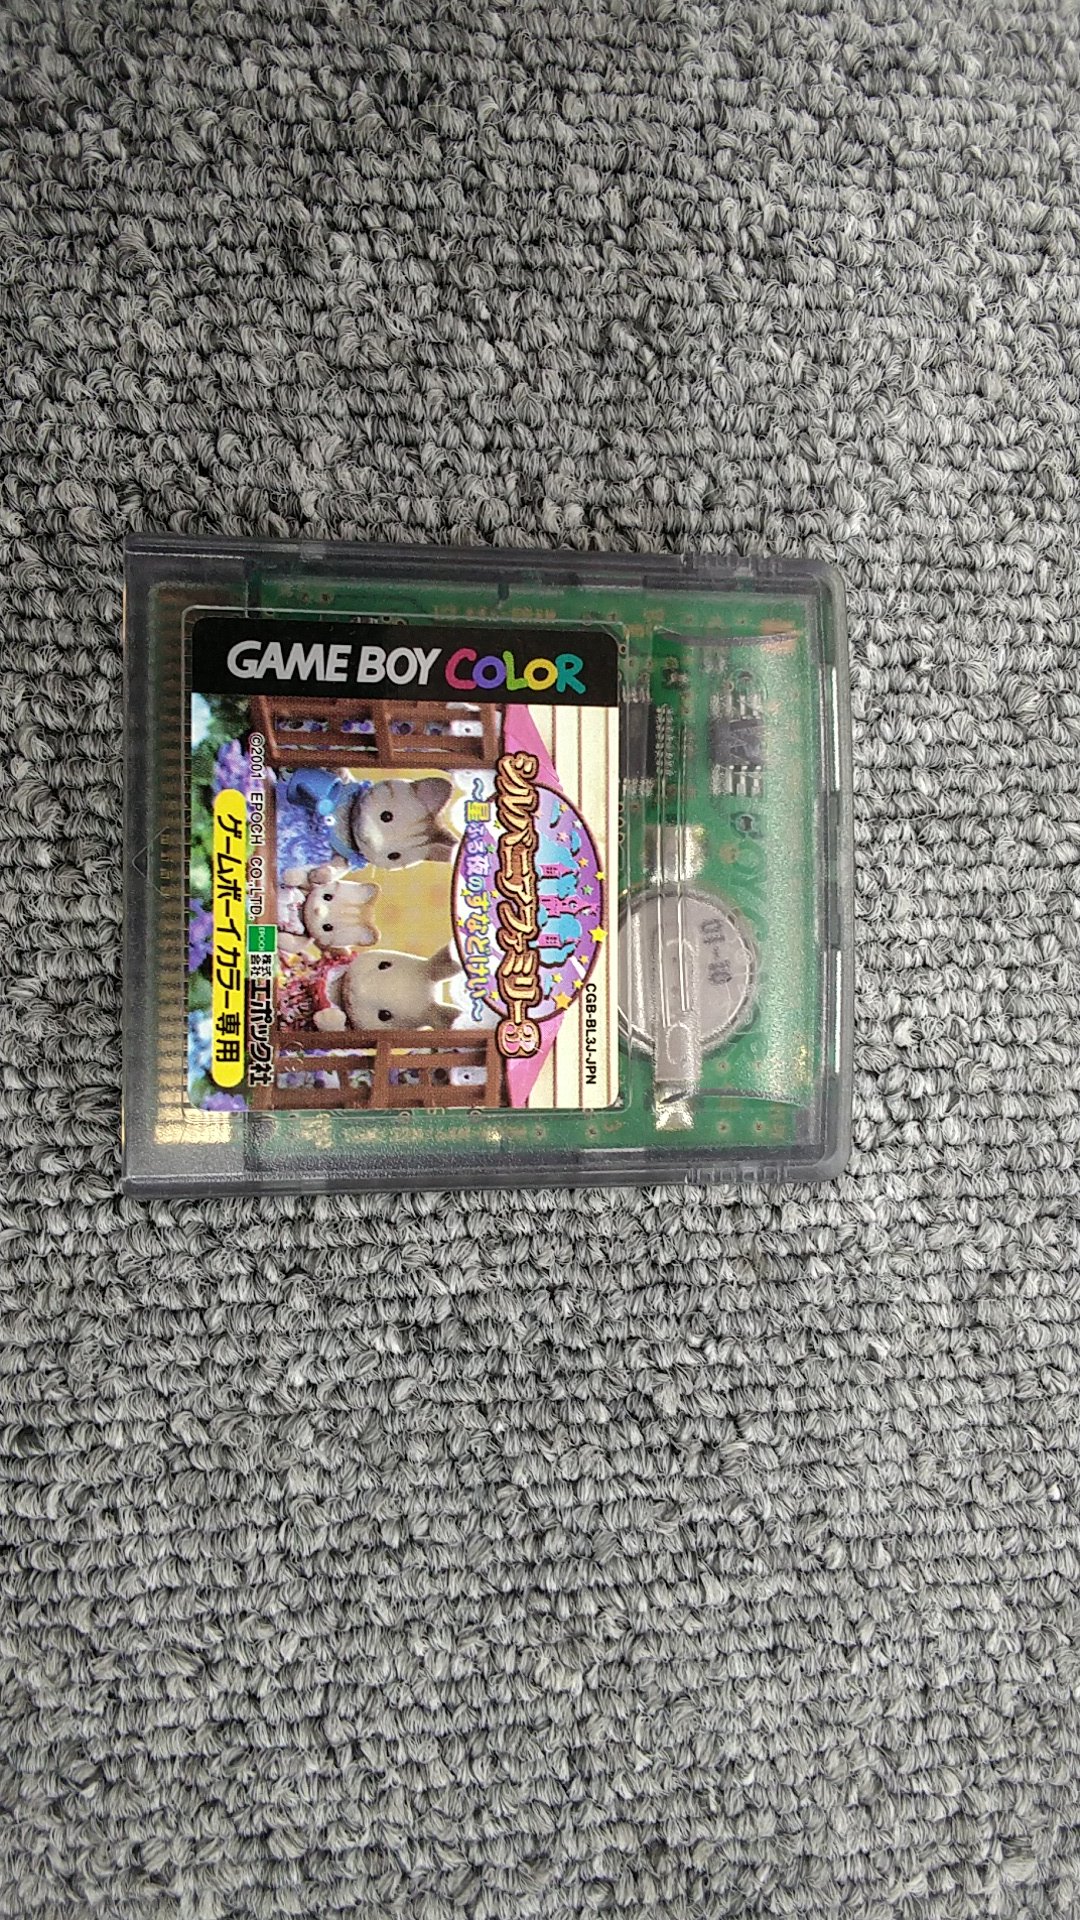 GAME BOY COLOR
CGB-BL3J-JPN
シルバニアファミリー3
〜星ふる夜のすなどけい〜
©2001 EPOCH CO.,LTD.
EPOCH
株式会社エポック社
ゲームボーイカラー専用